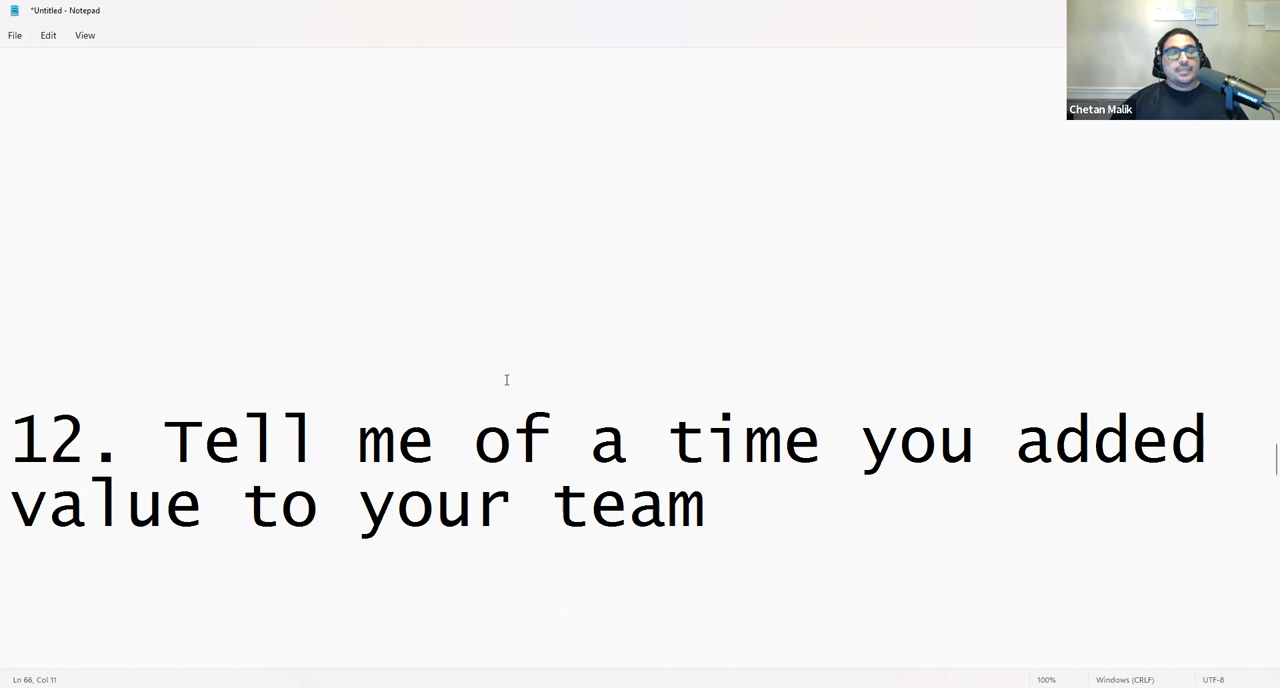 *Untitled - Notepad
File Edit View
Chetan Malik
12. Tell me of a time you added
value to your team
Ln 66, Col 11 100% Windows (CRLF) UTF-8